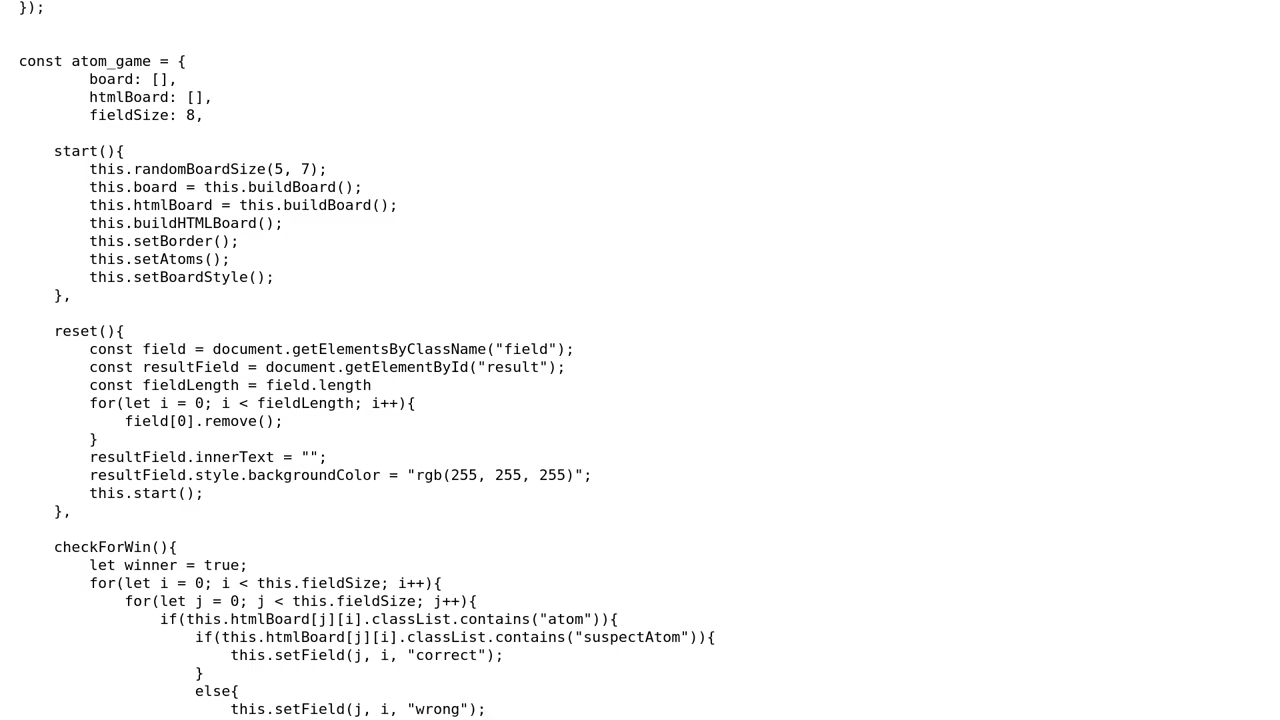 });
const atom_game = {
board: [],
htmlBoard: [],
fieldSize: 8,
start(){
this.randomBoardSize(5, 7);
this.board = this.buildBoard();
this.htmlBoard = this.buildBoard();
this.buildHTMLBoard();
this.setBorder();
this.setAtoms();
this.setBoardStyle();
},
reset(){
const field = document.getElementsByClassName("field");
const resultField = document.getElementById("result");
const fieldLength = field.length
for(let i = 0; i < fieldLength; i++){
field[0].remove();
}
resultField.innerText = "";
resultField.style.backgroundColor = "rgb(255, 255, 255)";
this.start();
},
checkForWin(){
let winner = true;
for(let i = 0; i < this.fieldSize; i++){
for(let j = 0; j < this.fieldSize; j++){
if(this.htmlBoard[j][i].classList.contains("atom")){
if(this.htmlBoard[j][i].classList.contains("suspectAtom")){
this.setField(j, i, "correct");
}
else{
this.setField(j, i, "wrong");